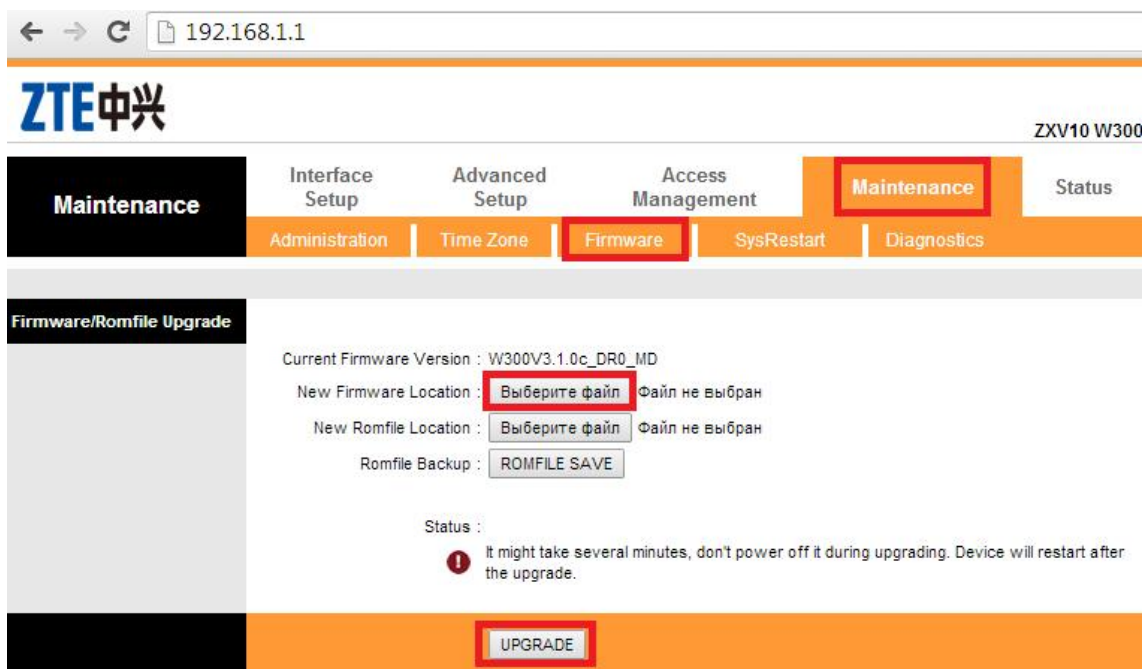 192.168.1.1
ZTE中兴
ZXV10 W300
Maintenance
Interface Setup
Advanced Setup
Access Management
Maintenance
Status
Administration
Time Zone
Firmware
SysRestart
Diagnostics
Firmware/Romfile Upgrade
Current Firmware Version : W300V3.1.0c_DR0_MD
New Firmware Location : Выберите файл Файл не выбран
New Romfile Location : Выберите файл Файл не выбран
Romfile Backup : ROMFILE SAVE
Status :
It might take several minutes, don't power off it during upgrading. Device will restart after
the upgrade.
UPGRADE